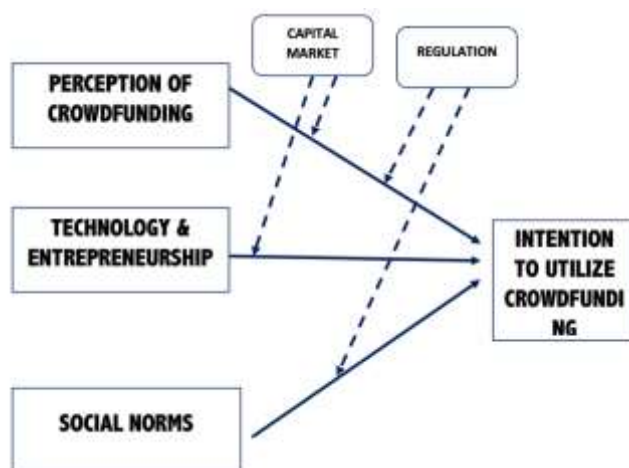 CAPITAL
MARKET
REGULATION
PERCEPTION OF
CROWDFUNDING
TECHNOLOGY &
ENTREPRENEURSHIP
INTENTION
TO UTILIZE
CROWDFUNDI
NG
SOCIAL NORMS